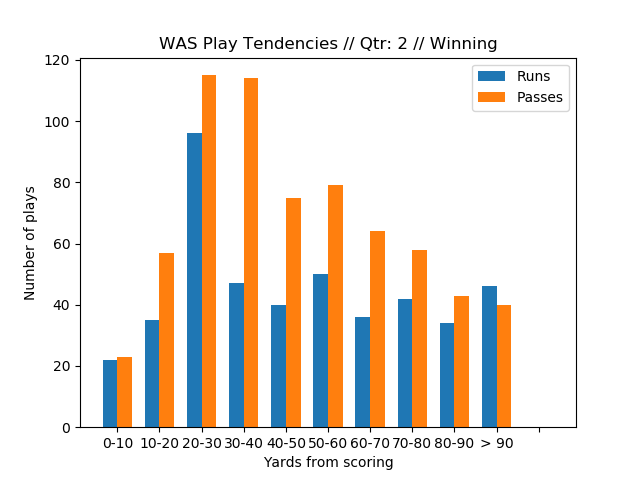 WAS Play Tendencies // Qtr: 2 // Winning
Runs
Passes
120
100
80
60
40
20
0
Number of plays
0-10 10-20 20-30 30-40 40-50 50-60 60-70 70-80 80-90 > 90
Yards from scoring